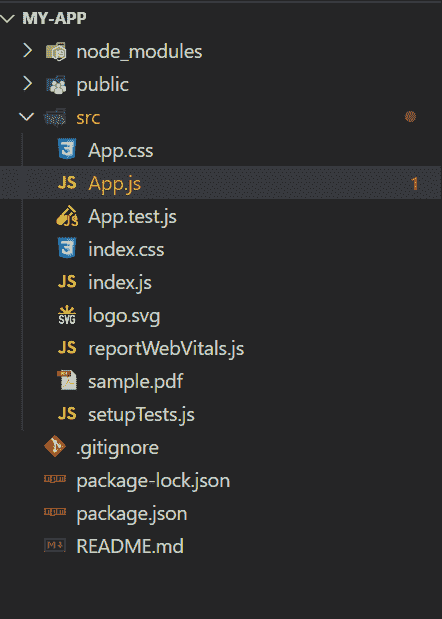 MY-APP
node_modules
public
src
App.css
JS App.js 1
App.test.js
index.css
JS index.js
SVG logo.svg
JS reportWebVitals.js
sample.pdf
JS setupTests.js
.gitignore
package-lock.json
package.json
README.md